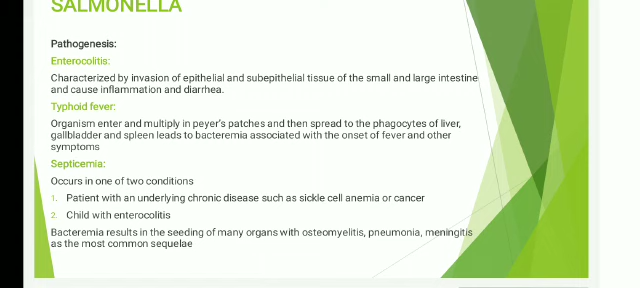 SALMONELLA
Pathogenesis:
Enterocolitis:
Characterized by invasion of epithelial and subepithelial tissue of the small and large intestine
and cause inflammation and diarrhea.
Typhoid fever:
Organism enter and multiply in peyer's patches and then spread to the phagocytes of liver,
gallbladder and spleen leads to bacteremia associated with the onset of fever and other
symptoms
Septicemia:
Occurs in one of two conditions
1. Patient with an underlying chronic disease such as sickle cell anemia or cancer
2. Child with enterocolitis
Bacteremia results in the seeding of many organs with osteomyelitis, pneumonia, meningitis
as the most common sequelae